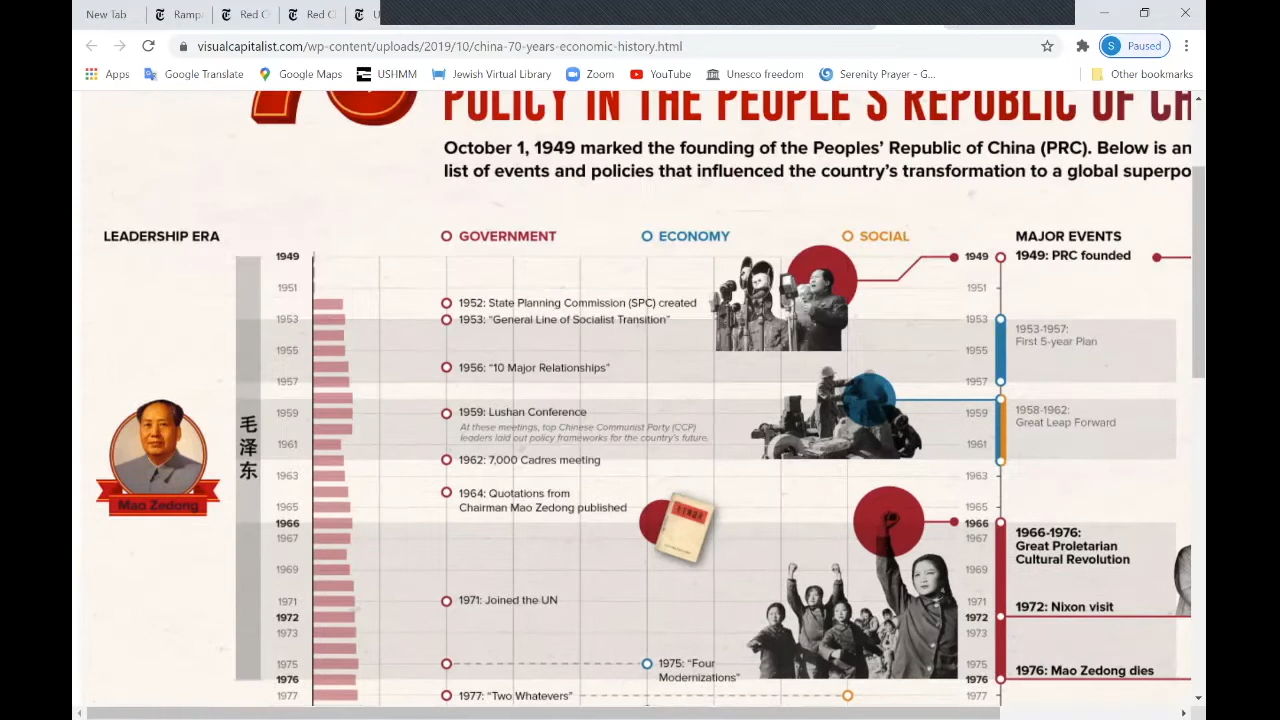 New Tab
Ramp
Red C
Red C
U
visualcapitalist.com/wp-content/uploads/2019/10/china-70-years-economic-history.html
S Paused
Apps
Google Translate
Google Maps
USHMM
Jewish Virtual Library
Zoom
YouTube
Unesco freedom
Serenity Prayer - G...
Other bookmarks
70
POLICY IN THE PEOPLE'S REPUBLIC OF CH
October 1, 1949 marked the founding of the Peoples' Republic of China (PRC). Below is an
list of events and policies that influenced the country's transformation to a global superpo
LEADERSHIP ERA
GOVERNMENT
ECONOMY
SOCIAL
MAJOR EVENTS
毛泽东
Mao Zedong
1949
1951
1953
1955
1957
1959
1961
1963
1965
1966
1967
1969
1971
1972
1973
1975
1976
1977
1952: State Planning Commission (SPC) created
1953: "General Line of Socialist Transition"
1956: "10 Major Relationships"
1959: Lushan Conference
At these meetings, top Chinese Communist Party (CCP)
leaders laid out policy frameworks for the country's future.
1962: 7,000 Cadres meeting
1964: Quotations from
Chairman Mao Zedong published
1971: Joined the UN
1975: "Four
Modernizations"
1977: "Two Whatevers"
1949
1951
1953
1955
1957
1959
1961
1963
1965
1966
1967
1969
1971
1972
1973
1975
1976
1977
1949: PRC founded
1953-1957:
First 5-year Plan
1958-1962:
Great Leap Forward
1966-1976:
Great Proletarian
Cultural Revolution
1972: Nixon visit
1976: Mao Zedong dies